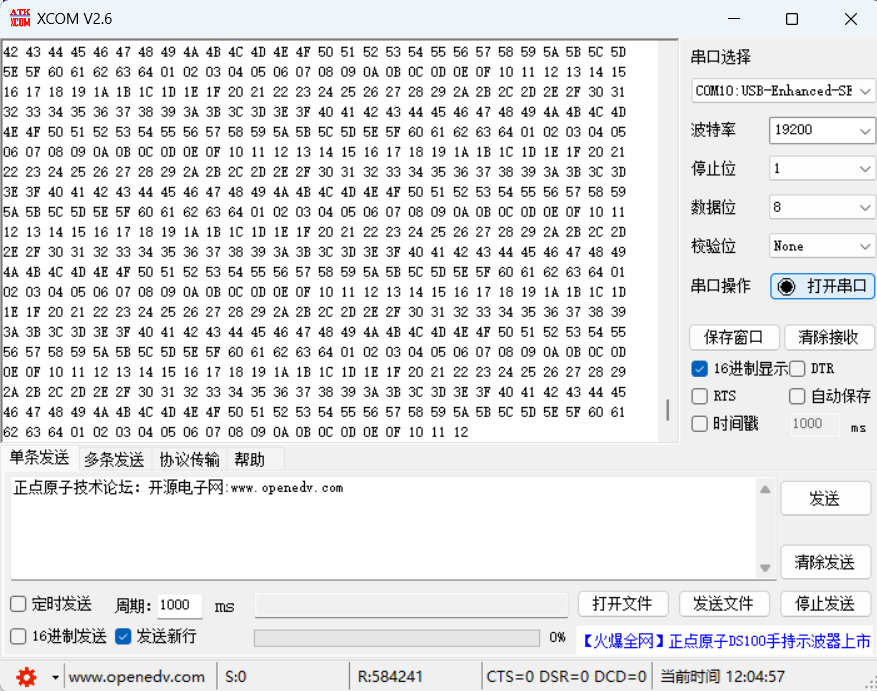 ATK XCOM XCOM V2.6
42 43 44 45 46 47 48 49 4A 4B 4C 4D 4E 4F 50 51 52 53 54 55 56 57 58 59 5A 5B 5C 5D
5E 5F 60 61 62 63 64 01 02 03 04 05 06 07 08 09 0A 0B 0C 0D 0E 0F 10 11 12 13 14 15
16 17 18 19 1A 1B 1C 1D 1E 1F 20 21 22 23 24 25 26 27 28 29 2A 2B 2C 2D 2E 2F 30 31
32 33 34 35 36 37 38 39 3A 3B 3C 3D 3E 3F 40 41 42 43 44 45 46 47 48 49 4A 4B 4C 4D
4E 4F 50 51 52 53 54 55 56 57 58 59 5A 5B 5C 5D 5E 5F 60 61 62 63 64 01 02 03 04 05
06 07 08 09 0A 0B 0C 0D 0E 0F 10 11 12 13 14 15 16 17 18 19 1A 1B 1C 1D 1E 1F 20 21
22 23 24 25 26 27 28 29 2A 2B 2C 2D 2E 2F 30 31 32 33 34 35 36 37 38 39 3A 3B 3C 3D
3E 3F 40 41 42 43 44 45 46 47 48 49 4A 4B 4C 4D 4E 4F 50 51 52 53 54 55 56 57 58 59
5A 5B 5C 5D 5E 5F 60 61 62 63 64 01 02 03 04 05 06 07 08 09 0A 0B 0C 0D 0E 0F 10 11
12 13 14 15 16 17 18 19 1A 1B 1C 1D 1E 1F 20 21 22 23 24 25 26 27 28 29 2A 2B 2C 2D
2E 2F 30 31 32 33 34 35 36 37 38 39 3A 3B 3C 3D 3E 3F 40 41 42 43 44 45 46 47 48 49
4A 4B 4C 4D 4E 4F 50 51 52 53 54 55 56 57 58 59 5A 5B 5C 5D 5E 5F 60 61 62 63 64 01
02 03 04 05 06 07 08 09 0A 0B 0C 0D 0E 0F 10 11 12 13 14 15 16 17 18 19 1A 1B 1C 1D
1E 1F 20 21 22 23 24 25 26 27 28 29 2A 2B 2C 2D 2E 2F 30 31 32 33 34 35 36 37 38 39
3A 3B 3C 3D 3E 3F 40 41 42 43 44 45 46 47 48 49 4A 4B 4C 4D 4E 4F 50 51 52 53 54 55
56 57 58 59 5A 5B 5C 5D 5E 5F 60 61 62 63 64 01 02 03 04 05 06 07 08 09 0A 0B 0C 0D
0E 0F 10 11 12 13 14 15 16 17 18 19 1A 1B 1C 1D 1E 1F 20 21 22 23 24 25 26 27 28 29
2A 2B 2C 2D 2E 2F 30 31 32 33 34 35 36 37 38 39 3A 3B 3C 3D 3E 3F 40 41 42 43 44 45
46 47 48 49 4A 4B 4C 4D 4E 4F 50 51 52 53 54 55 56 57 58 59 5A 5B 5C 5D 5E 5F 60 61
62 63 64 01 02 03 04 05 06 07 08 09 0A 0B 0C 0D 0E 0F 10 11 12
串口选择
COM10:USB-Enhanced-SE
波特率 19200
停止位 1
数据位 8
校验位 None
串口操作 打开串口
保存窗口 清除接收
16进制显示 DTR
RTS 自动保存
时间戳 1000 ms
单条发送 多条发送 协议传输 帮助
正点原子技术论坛：开源电子网:www.openedv.com
发送
清除发送
定时发送 周期: 1000 ms 打开文件 发送文件 停止发送
16进制发送 发送新行 0% 【火爆全网】正点原子DS100手持示波器上市
www.openedv.com S:0 R:584241 CTS=0 DSR=0 DCD=0 当前时间 12:04:57